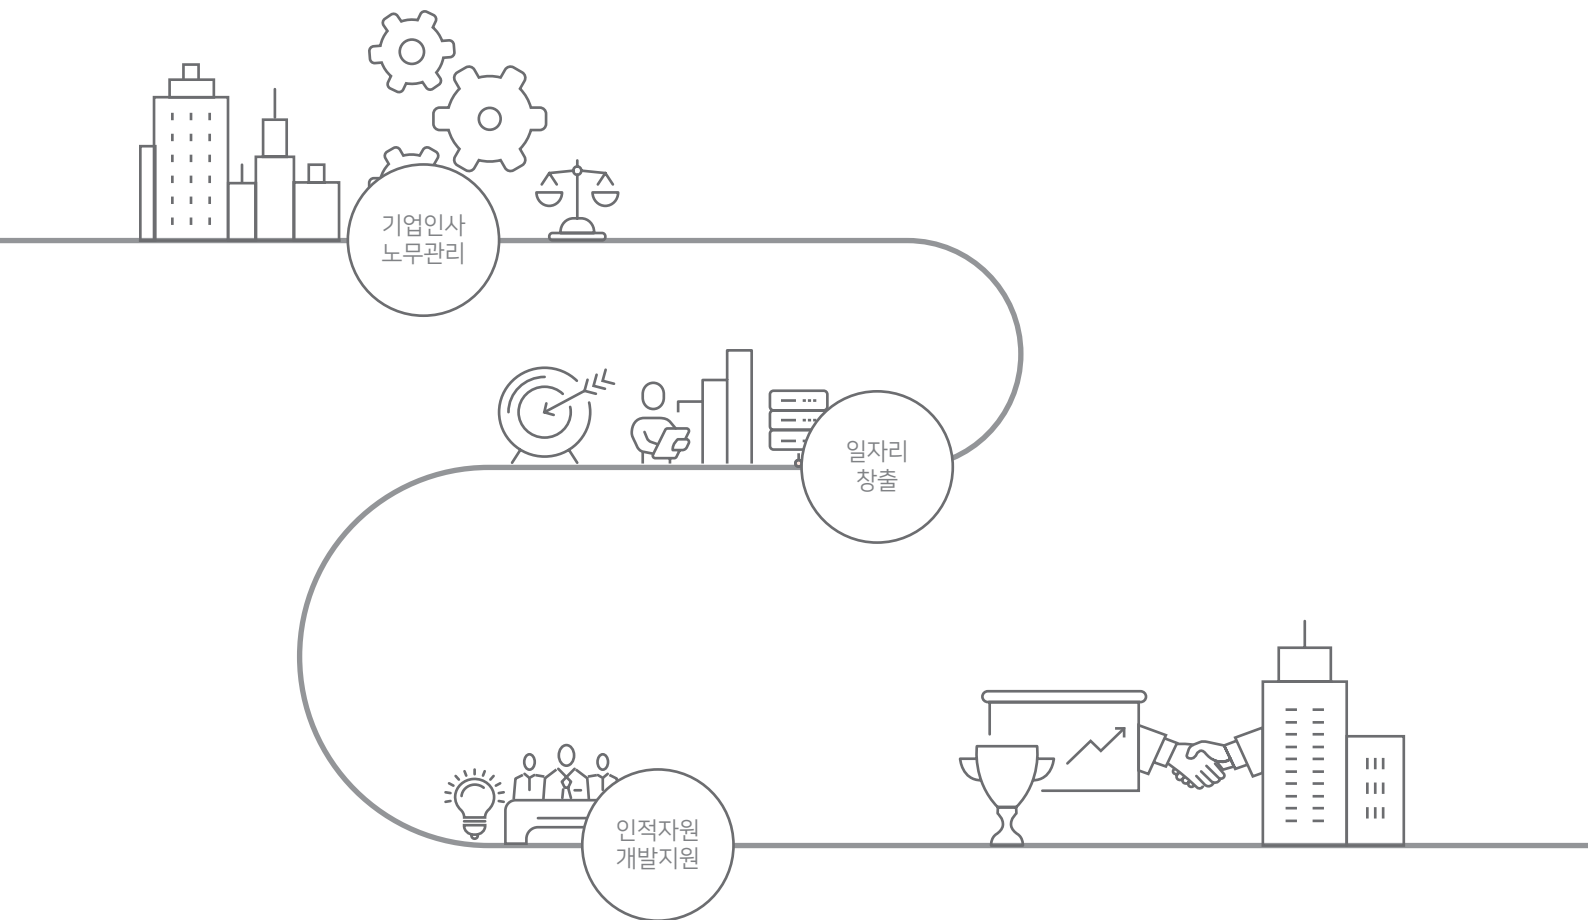 기업인사
노무관리
일자리
창출
인적자원
개발지원